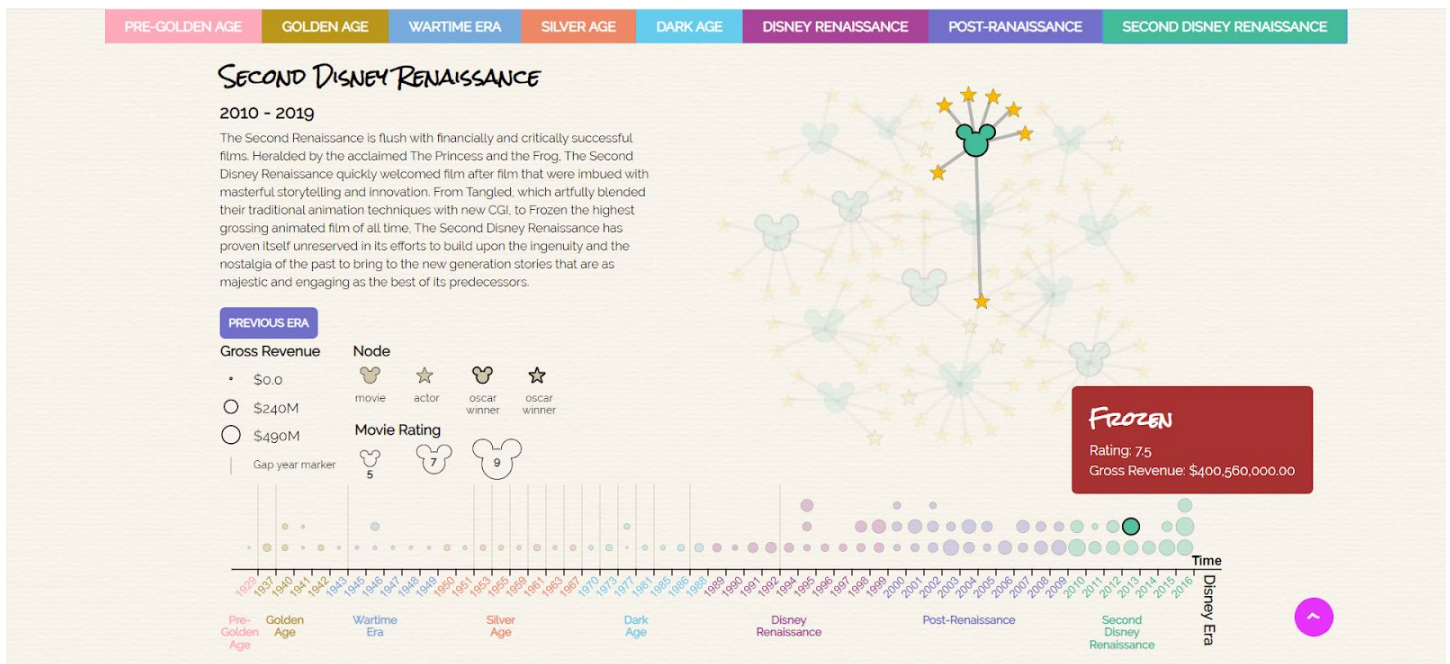 PRE-GOLDEN AGE
GOLDEN AGE
WARTIME ERA
SILVER AGE
DARK AGE
DISNEY RENAISSANCE
POST-RANAISSANCE
SECOND DISNEY RENAISSANCE
Second Disney Renaissance
2010 - 2019
The Second Renaissance is flush with financially and critically successful
films. Heralded by the acclaimed The Princess and the Frog, The Second
Disney Renaissance quickly welcomed film after film that were imbued with
masterful storytelling and innovation. From Tangled, which artfully blended
their traditional animation techniques with new CGI, to Frozen the highest
grossing animated film of all time, The Second Disney Renaissance has
proven itself unreserved in its efforts to build upon the ingenuity and the
nostalgia of the past to bring to the new generation stories that are as
majestic and engaging as the best of its predecessors.
PREVIOUS ERA
Gross Revenue
$0.0
$240M
$490M
Gap year marker
Node
movie
actor
oscar
winner
oscar
winner
Movie Rating
5
7
9
Frozen
Rating: 7.5
Gross Revenue: $400,560,000.00
Time
1929
1937
1940
1941
1942
1943
1945
1946
1947
1948
1949
1950
1951
1953
1955
1959
1961
1963
1967
1970
1973
1977
1981
1985
1986
1988
1989
1990
1991
1992
1994
1995
1996
1997
1998
1999
2000
2001
2002
2003
2004
2005
2006
2007
2008
2009
2010
2011
2012
2013
2014
2015
2016
Pre-
Golden
Age
Golden
Age
Wartime
Era
Silver
Age
Dark
Age
Disney
Renaissance
Post-Renaissance
Second
Disney
Renaissance
Disney Era